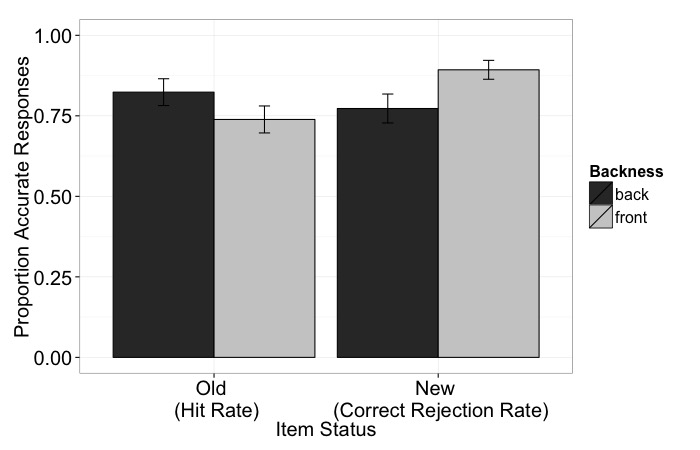 Proportion Accurate Responses
1.00
0.75
0.50
0.25
0.00
Old
(Hit Rate)
New
(Correct Rejection Rate)
Item Status
Backness
back
front